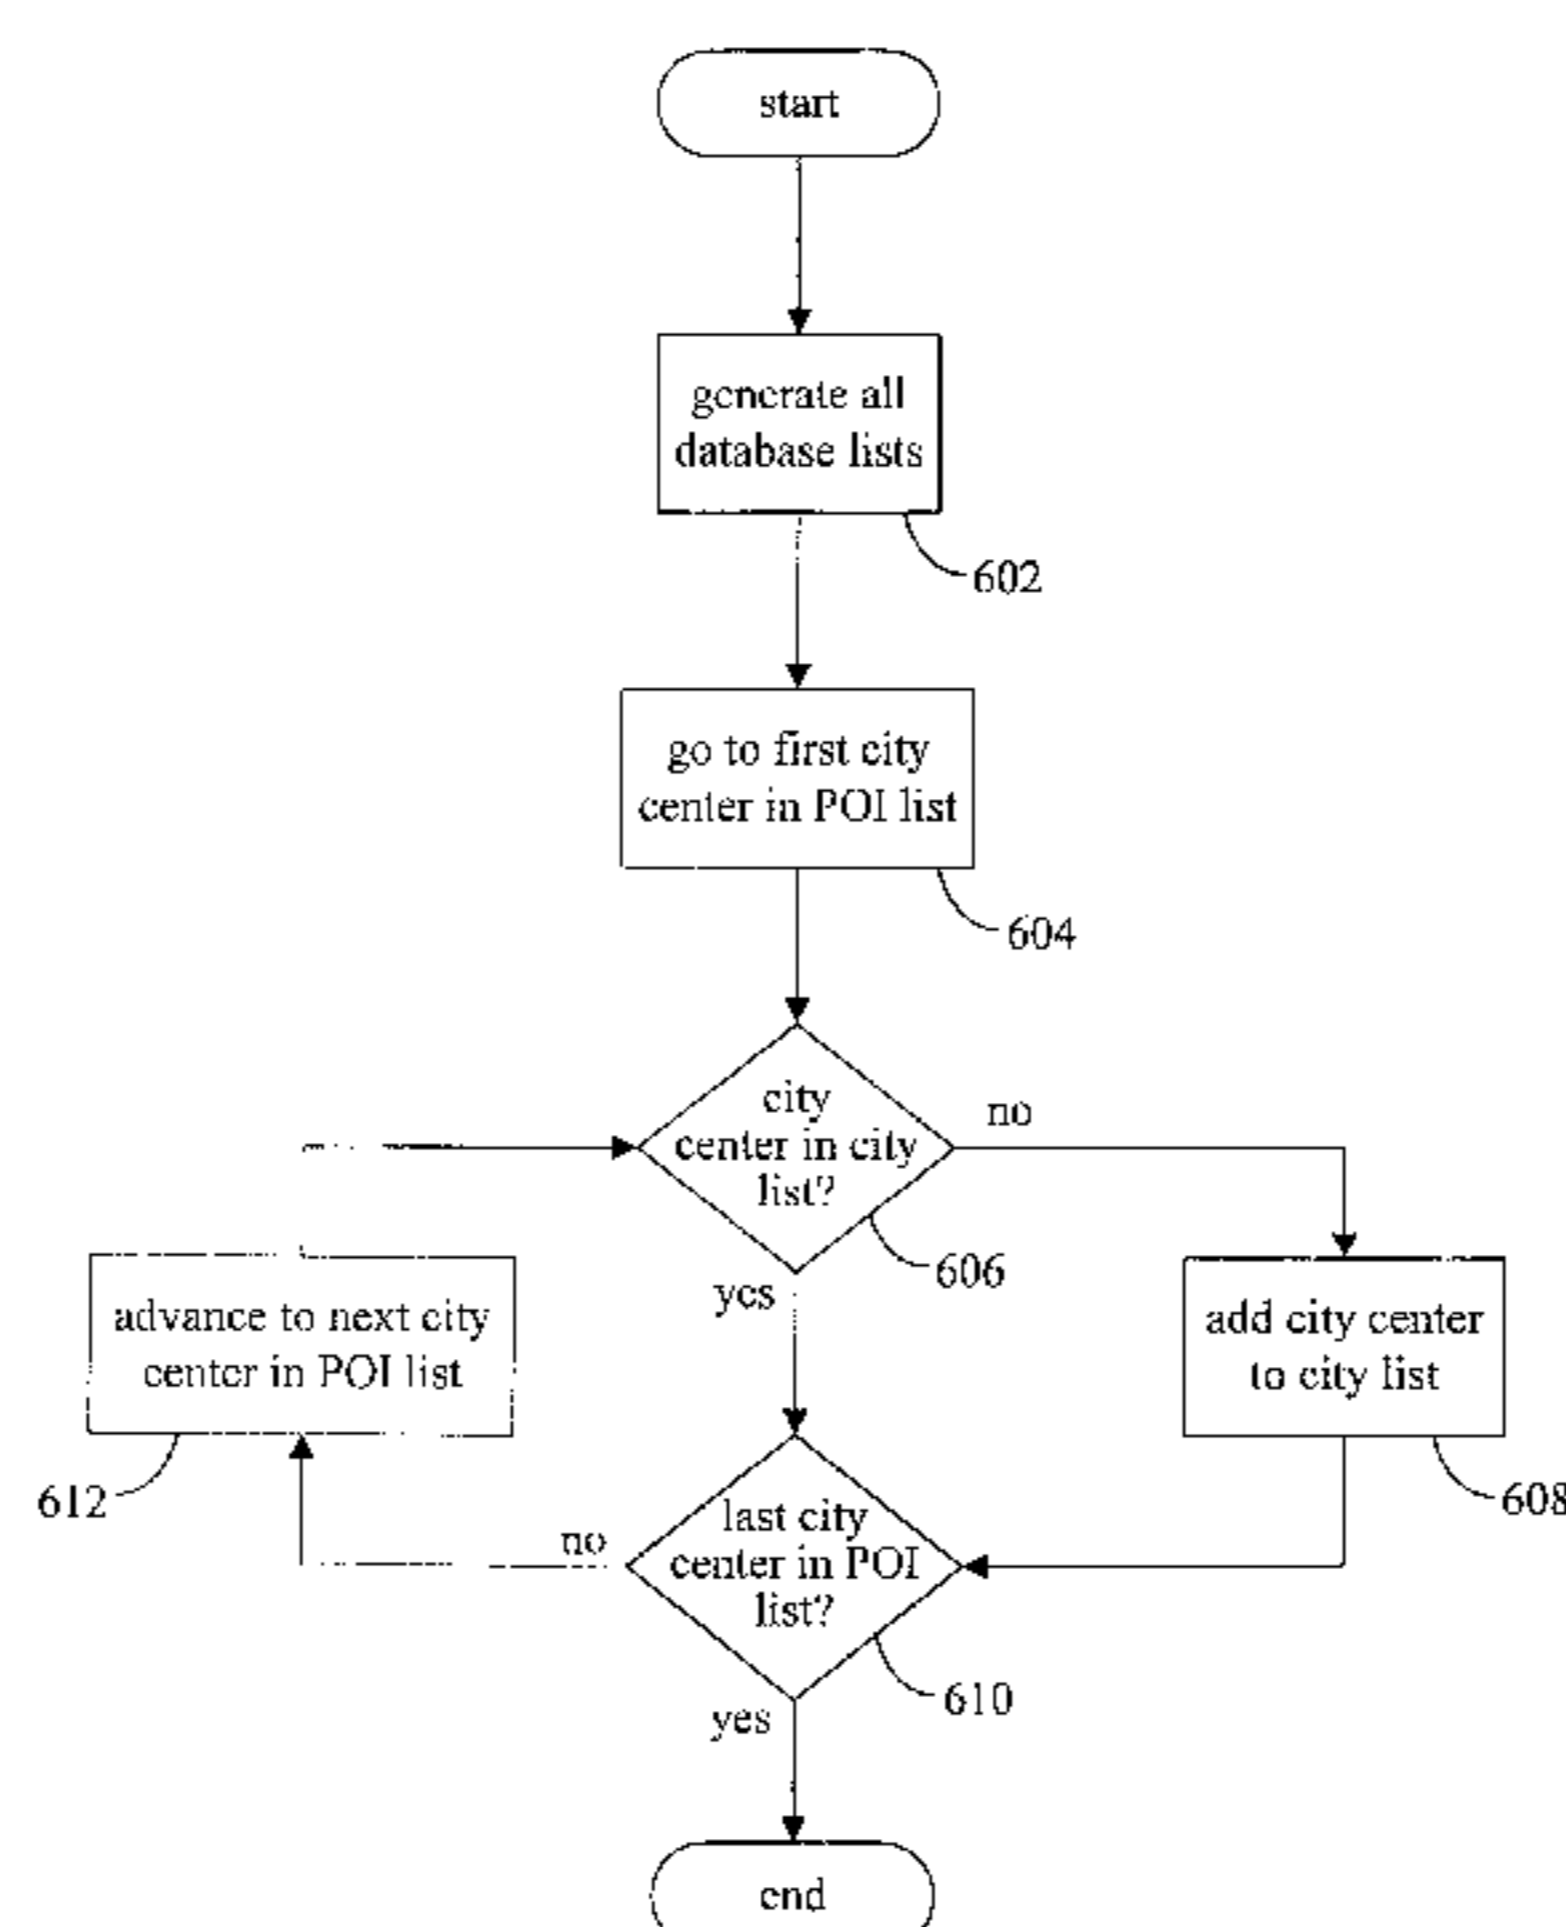 start
generate all
database lists
602
go to first city
center in POI list
604
city
center in city
list?
no
606
yes
advance to next city
center in POI list
612
add city center
to city list
608
last city
center in POI
list?
no
610
yes
end